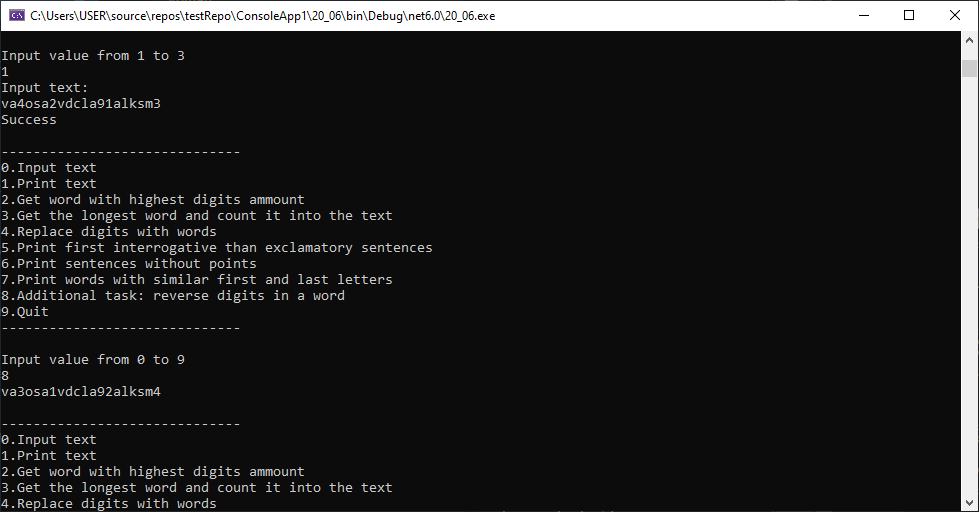 C:\Users\USER\source\repos\testRepo\ConsoleApp1\20_06\bin\Debug\net6.0\20_06.exe
Input value from 1 to 3
1
Input text:
va4osa2vdcla91alksm3
Success
------------------------------
0.Input text
1.Print text
2.Get word with highest digits ammount
3.Get the longest word and count it into the text
4.Replace digits with words
5.Print first interrogative than exclamatory sentences
6.Print sentences without points
7.Print words with similar first and last letters
8.Additional task: reverse digits in a word
9.Quit
------------------------------
Input value from 0 to 9
8
va3osa1vdcla92alksm4
------------------------------
0.Input text
1.Print text
2.Get word with highest digits ammount
3.Get the longest word and count it into the text
4.Replace digits with words